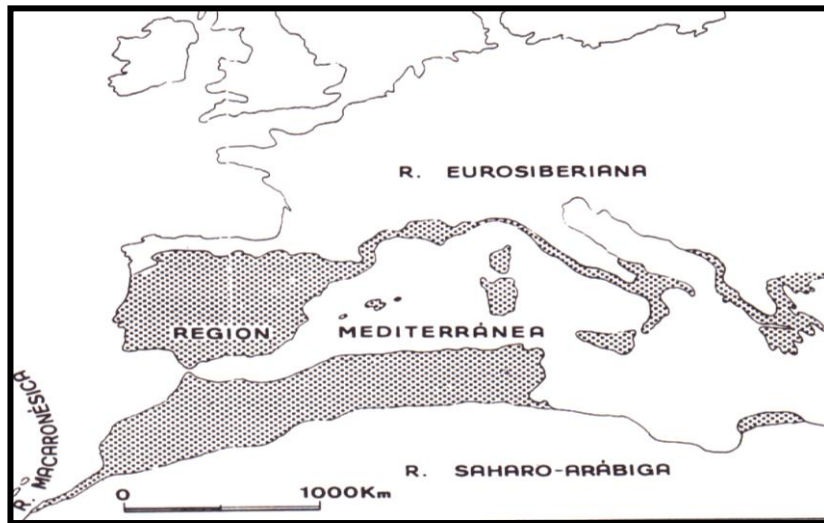 R. EUROSIBERIANA
REGION MEDITERRÁNEA
R. MACARONÉSICA
R. SAHARO-ARÁBIGA
0 1000Km